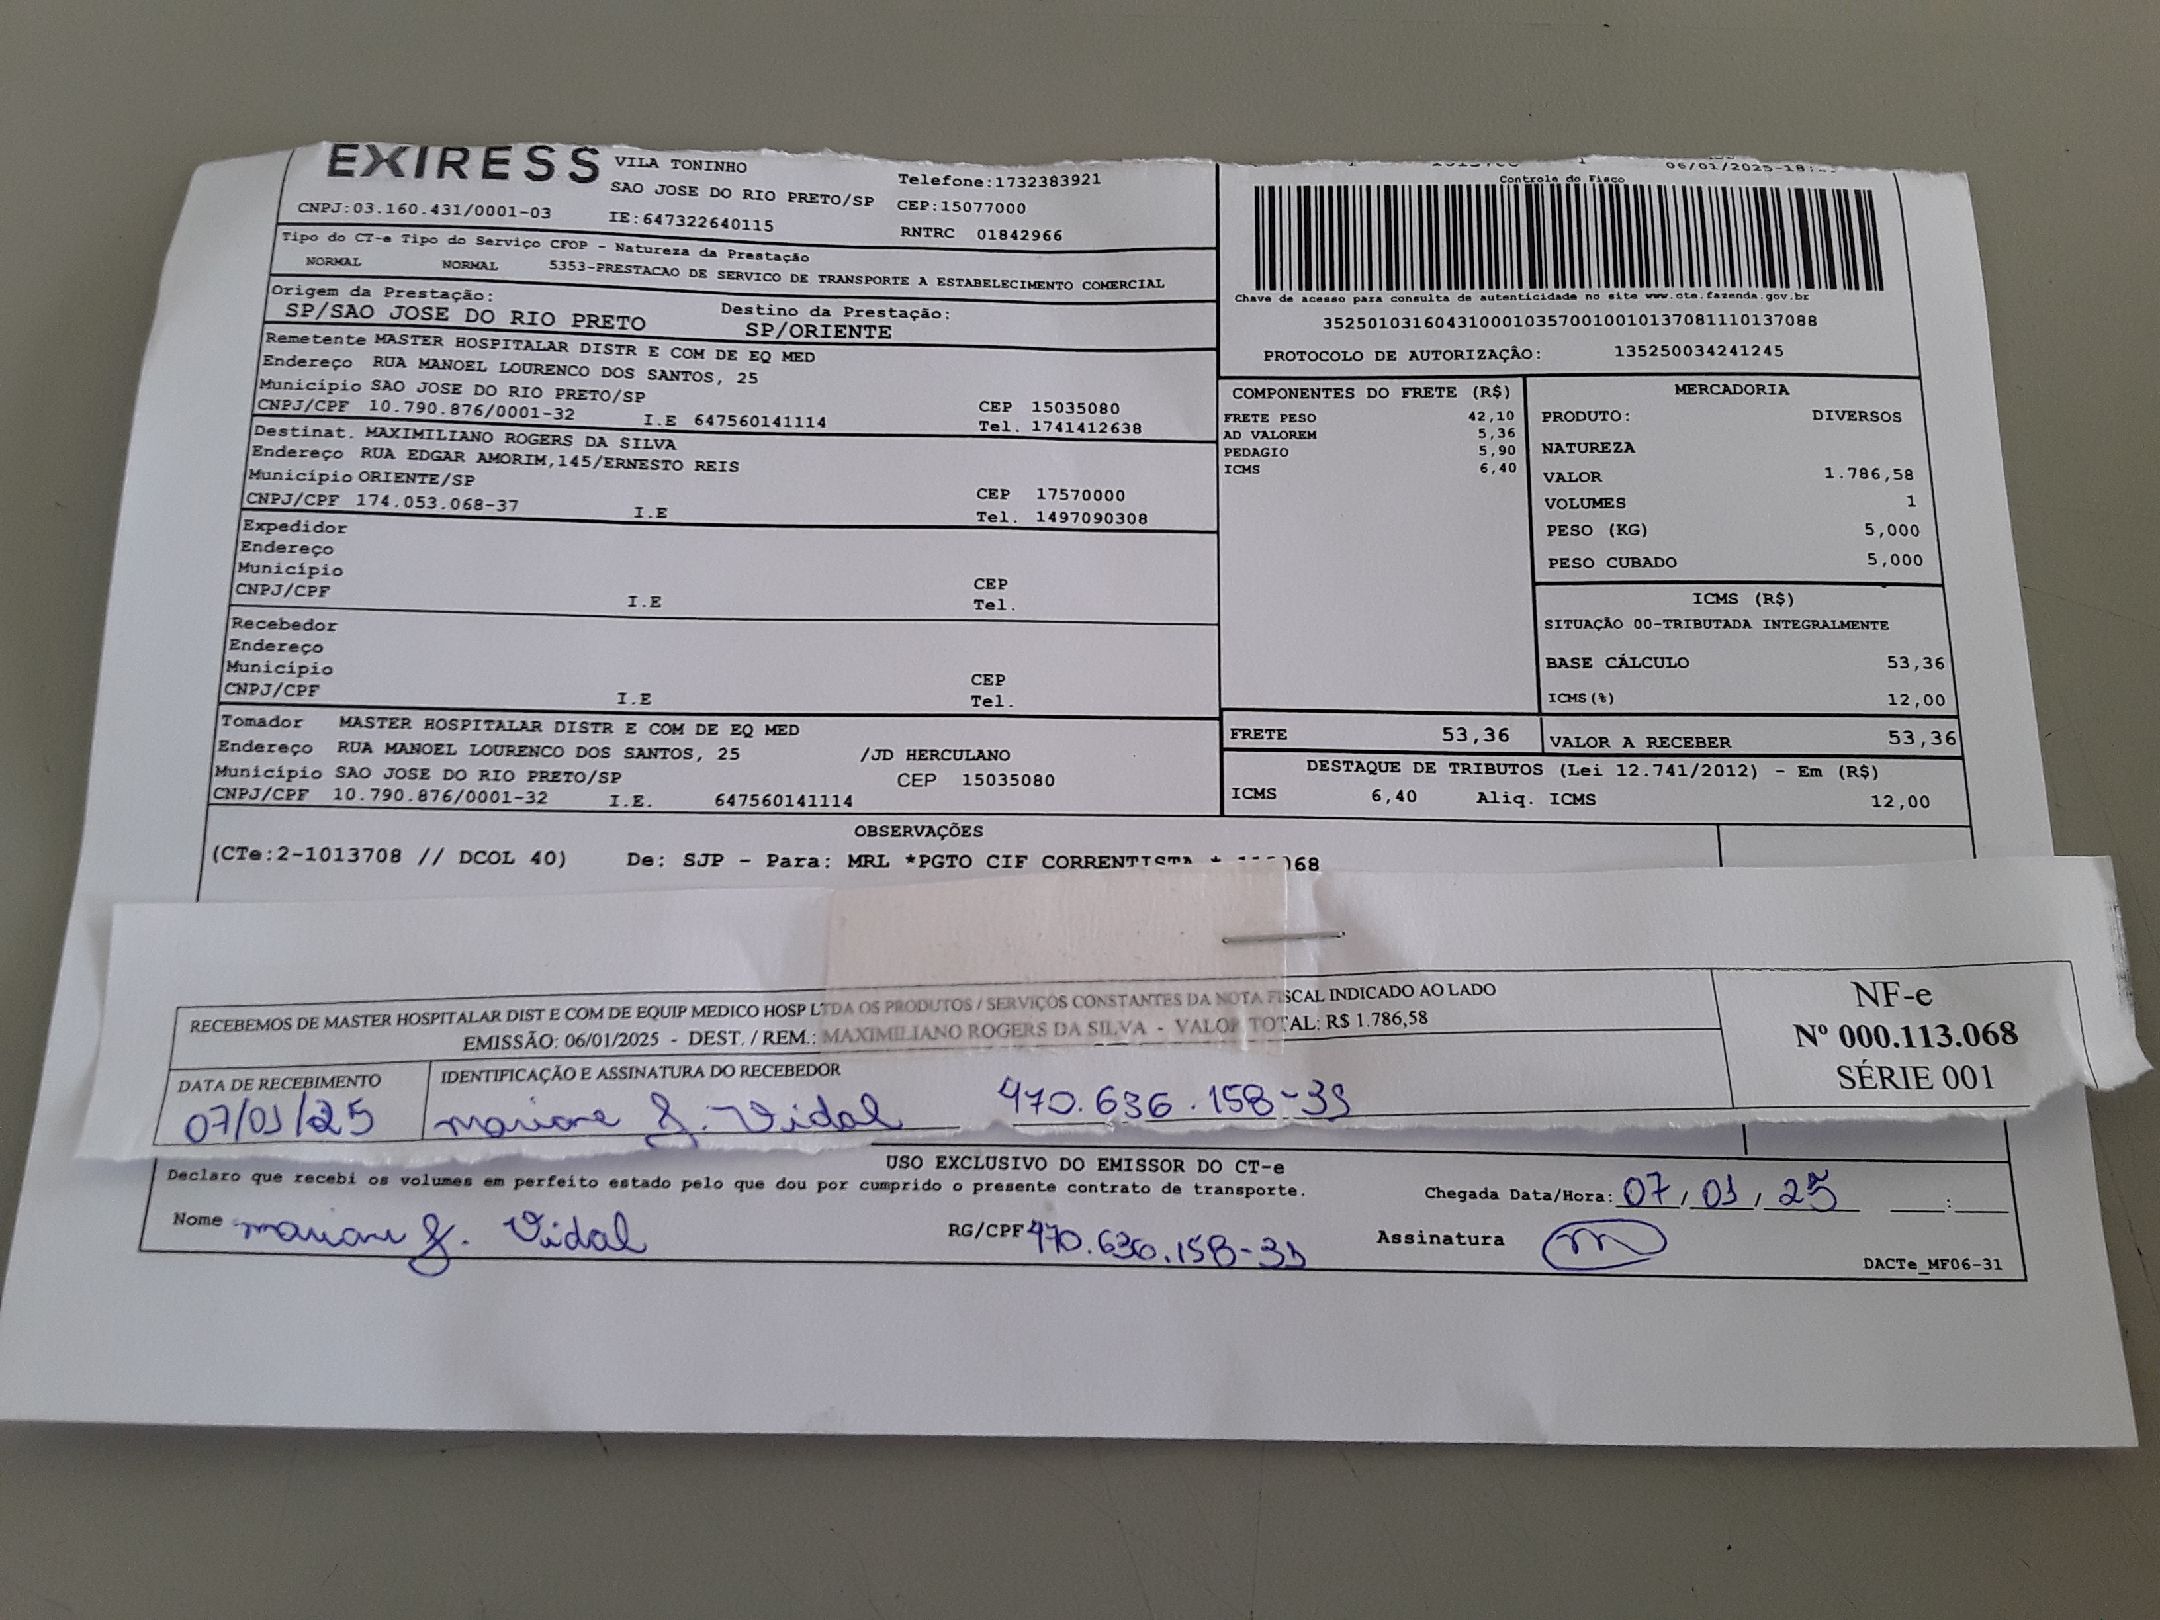 EXIRESS
VILA TONINHO
SAO JOSE DO RIO PRETO/SP
Telefone:1732383921
CEP:15077000
CNPJ:03.160.431/0001-03 IE:647322640115 RNTRC 01842966
Tipo do CT-e Tipo do Serviço CFOP - Natureza da Prestação
NORMAL NORMAL 5353-PRESTACAO DE SERVICO DE TRANSPORTE A ESTABELECIMENTO COMERCIAL
Origem da Prestação: Destino da Prestação:
SP/SAO JOSE DO RIO PRETO SP/ORIENTE
Remetente MASTER HOSPITALAR DISTR E COM DE EQ MED
Endereço RUA MANOEL LOURENCO DOS SANTOS, 25
Município SAO JOSE DO RIO PRETO/SP CEP 15035080
CNPJ/CPF 10.790.876/0001-32 I.E 647560141114 Tel. 1741412638
Destinat. MAXIMILIANO ROGERS DA SILVA
Endereço RUA EDGAR AMORIM,145/ERNESTO REIS
Município ORIENTE/SP CEP 17570000
CNPJ/CPF 174.053.068-37 I.E Tel. 1497090308
Expedidor
Endereço
Município CEP
CNPJ/CPF I.E Tel.
Recebedor
Endereço
Município CEP
CNPJ/CPF I.E Tel.
Tomador MASTER HOSPITALAR DISTR E COM DE EQ MED
Endereço RUA MANOEL LOURENCO DOS SANTOS, 25 /JD HERCULANO
Município SAO JOSE DO RIO PRETO/SP CEP 15035080
CNPJ/CPF 10.790.876/0001-32 I.E. 647560141114
06/01/2025-18:
Controle do Fisco
Chave de acesso para consulta de autenticidade no site www.cte.fazenda.gov.br
35250103160431000103570010010137081110137088
PROTOCOLO DE AUTORIZAÇÃO: 135250034241245
COMPONENTES DO FRETE (R$)
FRETE PESO 42,10
AD VALOREM 5,36
PEDAGIO 5,90
ICMS 6,40
MERCADORIA
PRODUTO: DIVERSOS
NATUREZA
VALOR 1.786,58
VOLUMES 1
PESO (KG) 5,000
PESO CUBADO 5,000
ICMS (R$)
SITUAÇÃO 00-TRIBUTADA INTEGRALMENTE
BASE CÁLCULO 53,36
ICMS(%) 12,00
FRETE 53,36 VALOR A RECEBER 53,36
DESTAQUE DE TRIBUTOS (Lei 12.741/2012) - Em (R$)
ICMS 6,40 Aliq. ICMS 12,00
OBSERVAÇÕES
(CTe:2-1013708 // DCOL 40) De: SJP - Para: MRL *PGTO CIF CORRENTISTA * 068
RECEBEMOS DE MASTER HOSPITALAR DIST E COM DE EQUIP MEDICO HOSP LTDA OS PRODUTOS / SERVIÇOS CONSTANTES DA NOTA FISCAL INDICADO AO LADO
EMISSÃO: 06/01/2025 - DEST. / REM.: MAXIMILIANO ROGERS DA SILVA - VALOR TOTAL: R$ 1.786,58
NF-e
Nº 000.113.068
SÉRIE 001
DATA DE RECEBIMENTO IDENTIFICAÇÃO E ASSINATURA DO RECEBEDOR
07/01/25 Mariane J. Vidal 470.636.158-39
USO EXCLUSIVO DO EMISSOR DO CT-e
Declaro que recebi os volumes em perfeito estado pelo que dou por cumprido o presente contrato de transporte. Chegada Data/Hora: 07/01/25 :
Nome Mariane J. Vidal RG/CPF 470.636.158-39 Assinatura
DACTe_MF06-31